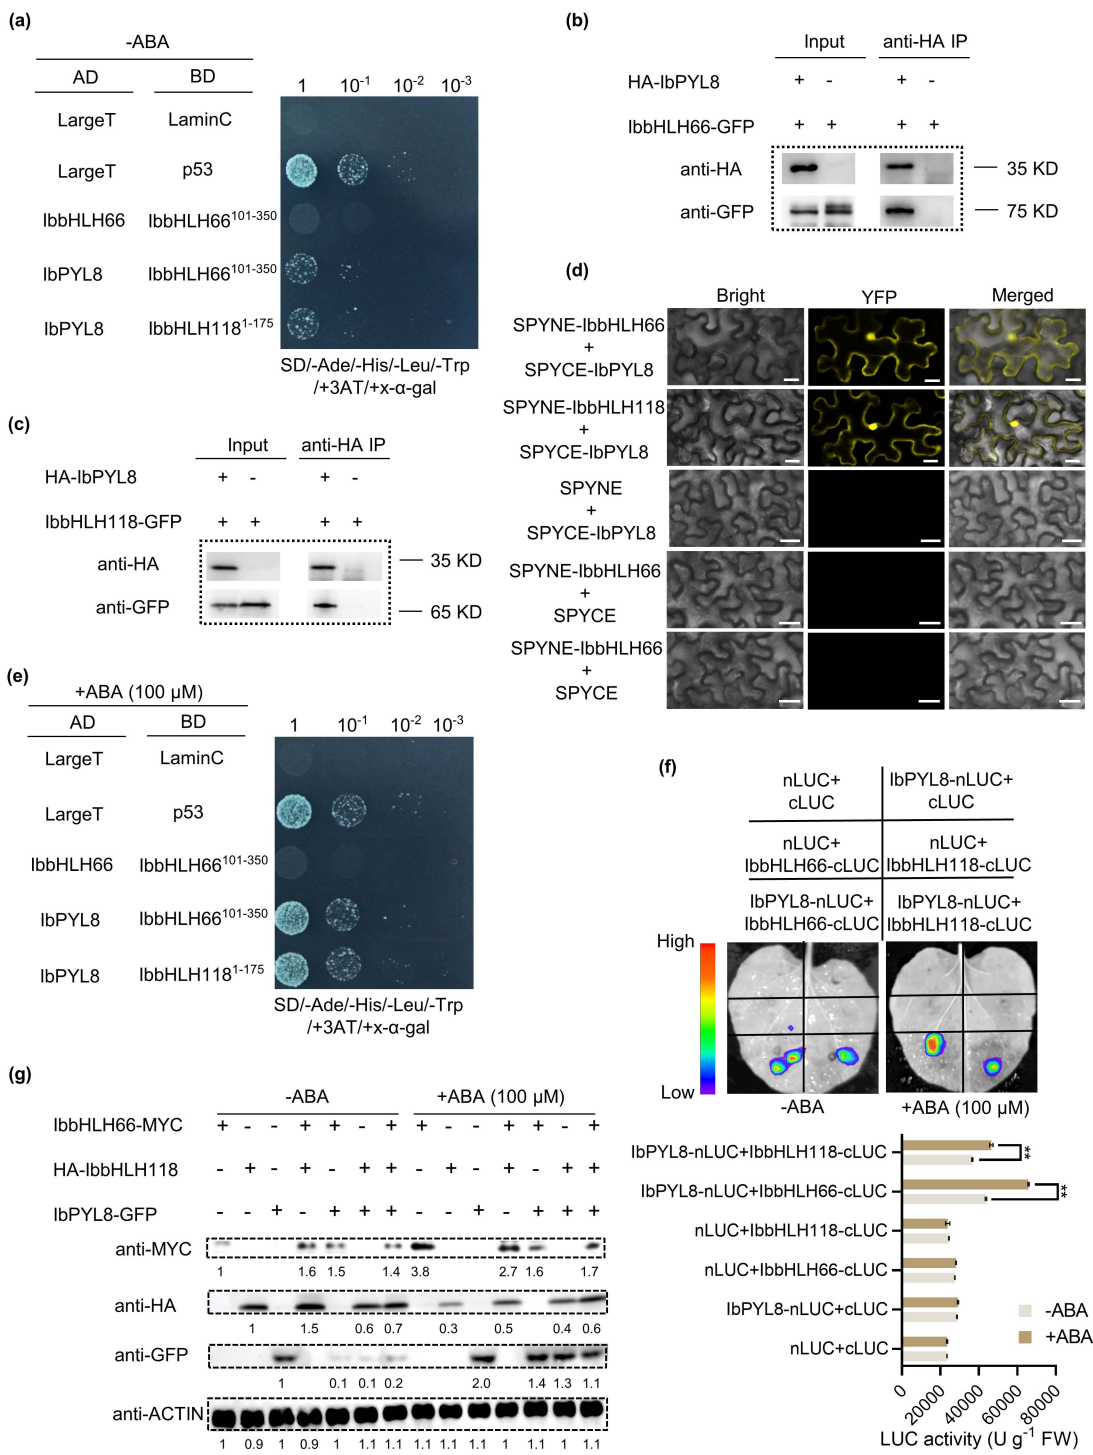 (a)
-ABA
AD BD 1 10-1 10-2 10-3
LargeT LaminC
LargeT p53
IbbHLH66 IbbHLH66101-350
IbPYL8 IbbHLH66101-350
IbPYL8 IbbHLH1181-175
SD/-Ade/-His/-Leu/-Trp
/+3AT/+x-α-gal
(b)
Input anti-HA IP
HA-IbPYL8 + - + -
IbbHLH66-GFP + + + +
anti-HA 35 KD
anti-GFP 75 KD
(c)
Input anti-HA IP
HA-IbPYL8 + - + -
IbbHLH118-GFP + + + +
anti-HA 35 KD
anti-GFP 65 KD
(d)
Bright YFP Merged
SPYNE-IbbHLH66
+
SPYCE-IbPYL8
SPYNE-IbbHLH118
+
SPYCE-IbPYL8
SPYNE
+
SPYCE-IbPYL8
SPYNE-IbbHLH66
+
SPYCE
SPYNE-IbbHLH66
+
SPYCE
(e)
+ABA (100 μM)
AD BD 1 10-1 10-2 10-3
LargeT LaminC
LargeT p53
IbbHLH66 IbbHLH66101-350
IbPYL8 IbbHLH66101-350
IbPYL8 IbbHLH1181-175
SD/-Ade/-His/-Leu/-Trp
/+3AT/+x-α-gal
(f)
nLUC+
cLUC
IbPYL8-nLUC+
cLUC
nLUC+
IbbHLH66-cLUC
nLUC+
IbbHLH118-cLUC
IbPYL8-nLUC+
IbbHLH66-cLUC
IbPYL8-nLUC+
IbbHLH118-cLUC
High
Low
-ABA +ABA (100 μM)
IbPYL8-nLUC+IbbHLH118-cLUC **
IbPYL8-nLUC+IbbHLH66-cLUC **
nLUC+IbbHLH118-cLUC
nLUC+IbbHLH66-cLUC
IbPYL8-nLUC+cLUC
nLUC+cLUC
-ABA
+ABA
0 20000 40000 60000 80000
LUC activity (U g-1 FW)
(g)
-ABA +ABA (100 μM)
IbbHLH66-MYC + - - + + - + + - - + + - +
HA-IbbHLH118 - + - + - + + - + - + - + +
IbPYL8-GFP - - + - + + + - - + - + + +
anti-MYC
1 1.6 1.5 1.4 3.8 2.7 1.6 1.7
anti-HA
1 1.5 0.6 0.7 0.3 0.5 0.4 0.6
anti-GFP
1 0.1 0.1 0.2 2.0 1.4 1.3 1.1
anti-ACTIN
1 0.9 1 0.9 1 1.1 1.1 1.1 1.1 1.1 1 1.1 1 1.1